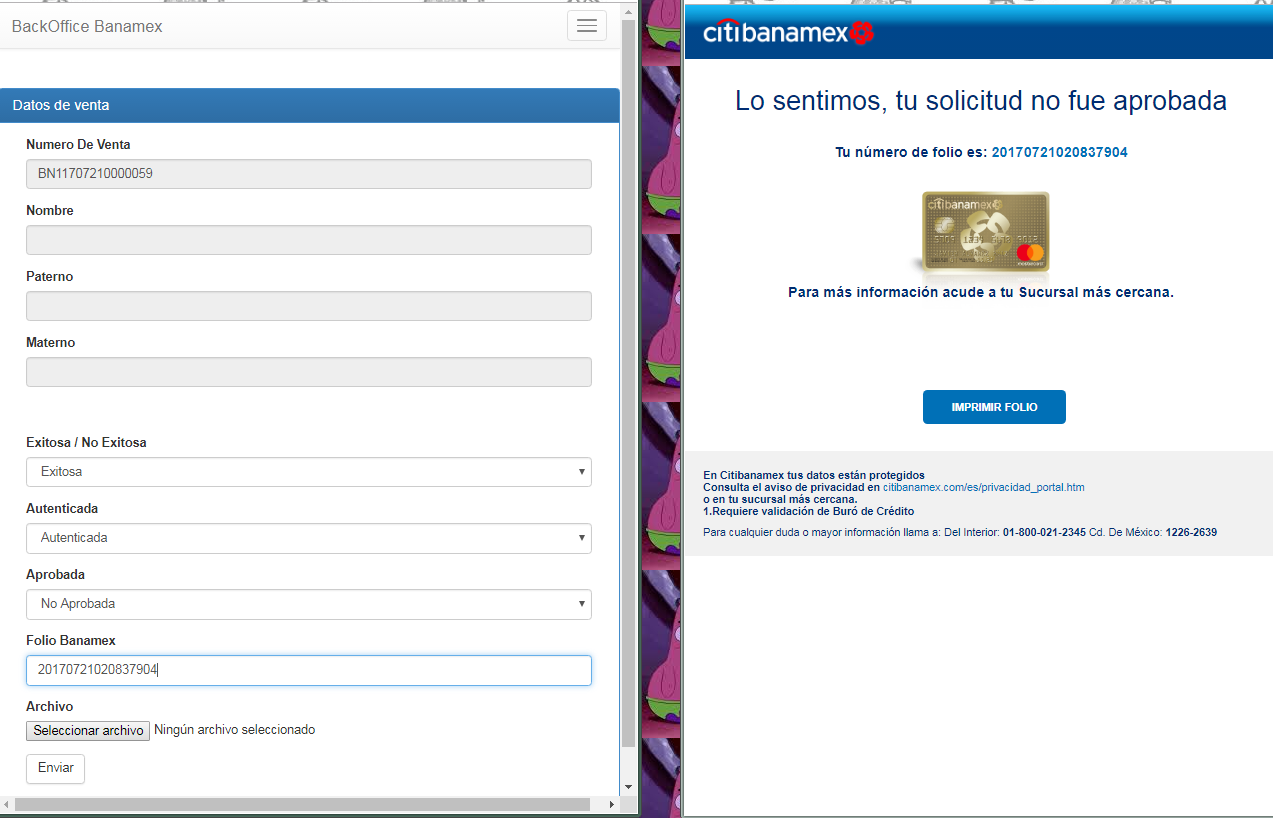 BackOffice Banamex
Datos de venta
Numero De Venta
BN11707210000059
Nombre
Paterno
Materno
Exitosa / No Exitosa
Exitosa
Autenticada
Autenticada
Aprobada
No Aprobada
Folio Banamex
20170721020837904
Archivo
Seleccionar archivo Ningún archivo seleccionado
Enviar
citibanamex
Lo sentimos, tu solicitud no fue aprobada
Tu número de folio es: 20170721020837904
citibanamex
mastercard
Para más información acude a tu Sucursal más cercana.
IMPRIMIR FOLIO
En Citibanamex tus datos están protegidos
Consulta el aviso de privacidad en citibanamex.com/es/privacidad_portal.htm
o en tu sucursal más cercana.
1.Requiere validación de Buró de Crédito
Para cualquier duda o mayor información llama a: Del Interior: 01-800-021-2345 Cd. De México: 1226-2639